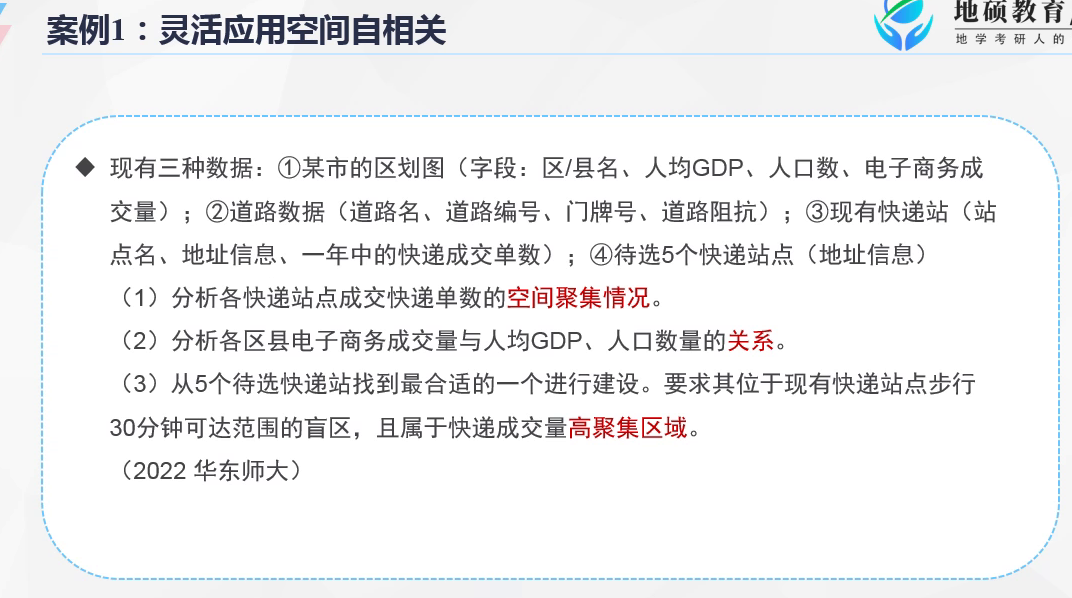 案例1：灵活应用空间自相关
地硕教育
地学考研人的
◆ 现有三种数据：①某市的区划图（字段：区/县名、人均GDP、人口数、电子商务成
交量）；②道路数据（道路名、道路编号、门牌号、道路阻抗）；③现有快递站（站
点名、地址信息、一年中的快递成交单数）；④待选5个快递站点（地址信息）
（1）分析各快递站点成交快递单数的空间聚集情况。
（2）分析各区县电子商务成交量与人均GDP、人口数量的关系。
（3）从5个待选快递站找到最合适的一个进行建设。要求其位于现有快递站点步行
30分钟可达范围的盲区，且属于快递成交量高聚集区域。
（2022 华东师大）